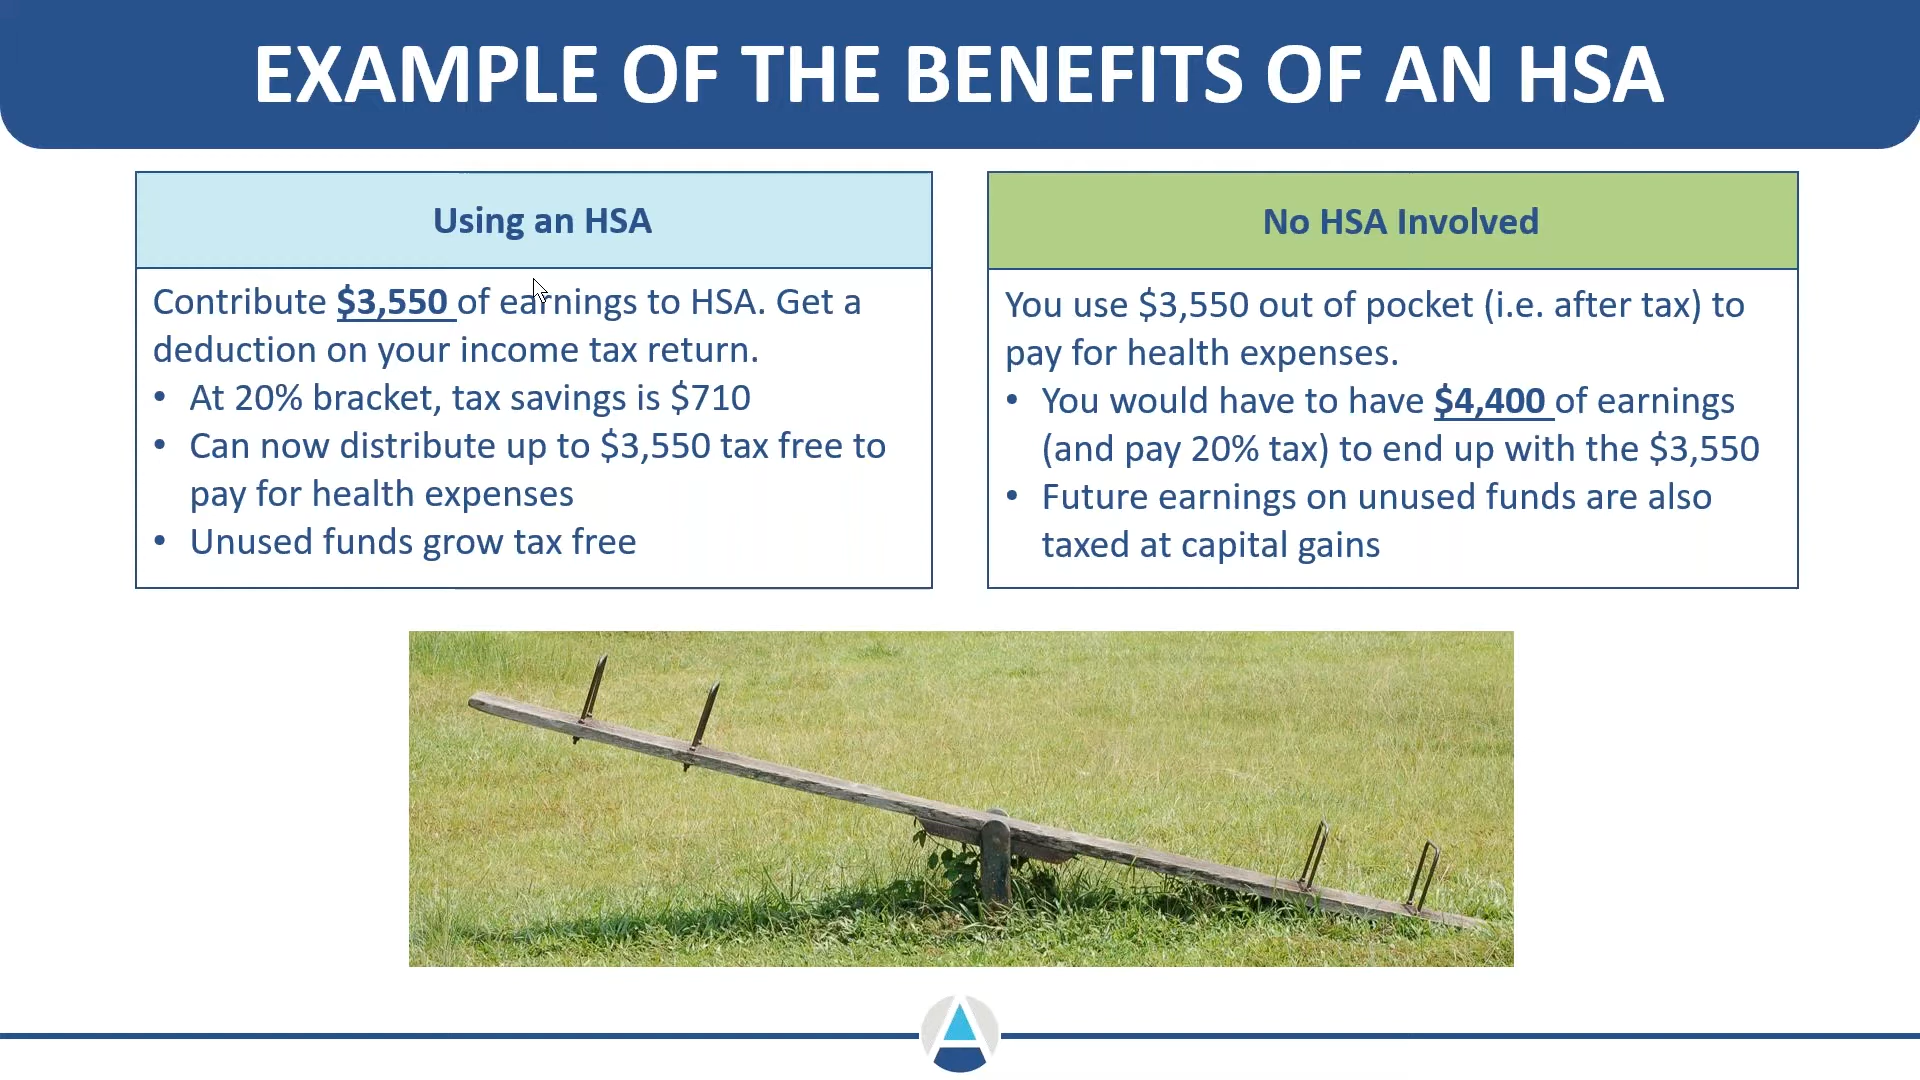 EXAMPLE OF THE BENEFITS OF AN HSA
Using an HSA
Contribute $3,550 of earnings to HSA. Get a
deduction on your income tax return.
• At 20% bracket, tax savings is $710
• Can now distribute up to $3,550 tax free to
pay for health expenses
• Unused funds grow tax free
No HSA Involved
You use $3,550 out of pocket (i.e. after tax) to
pay for health expenses.
• You would have to have $4,400 of earnings
(and pay 20% tax) to end up with the $3,550
• Future earnings on unused funds are also
taxed at capital gains